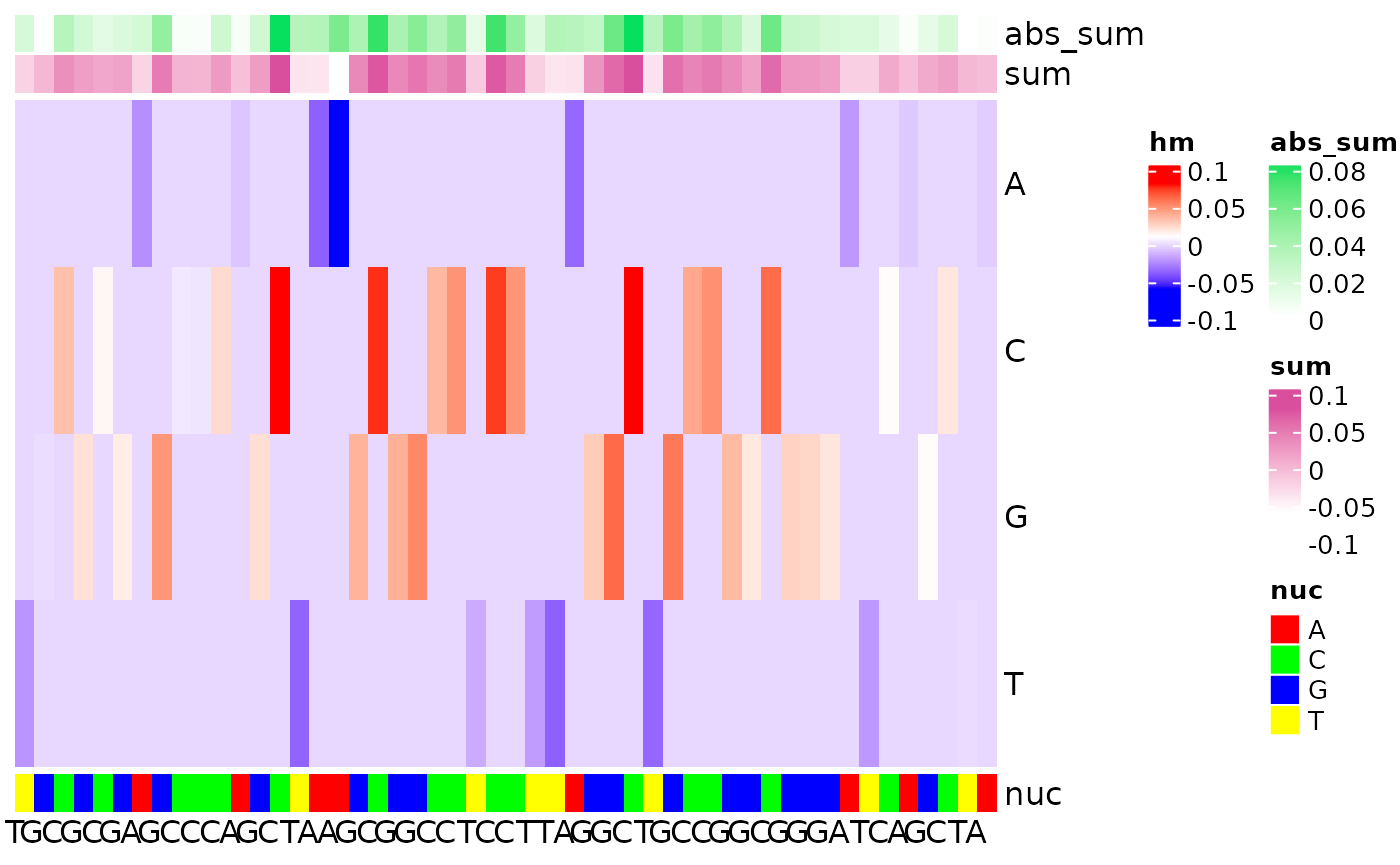 abs_sum
sum
A
C
G
T
nuc
TGCGCGAGCCCAGCTAAGCGGCCTCCTTAGGCTGCCGGCGGGATCAGCTA
hm
0.1
0.05
0
-0.05
-0.1
abs_sum
0.08
0.06
0.04
0.02
0
sum
0.1
0.05
0
-0.05
-0.1
nuc
A
C
G
T